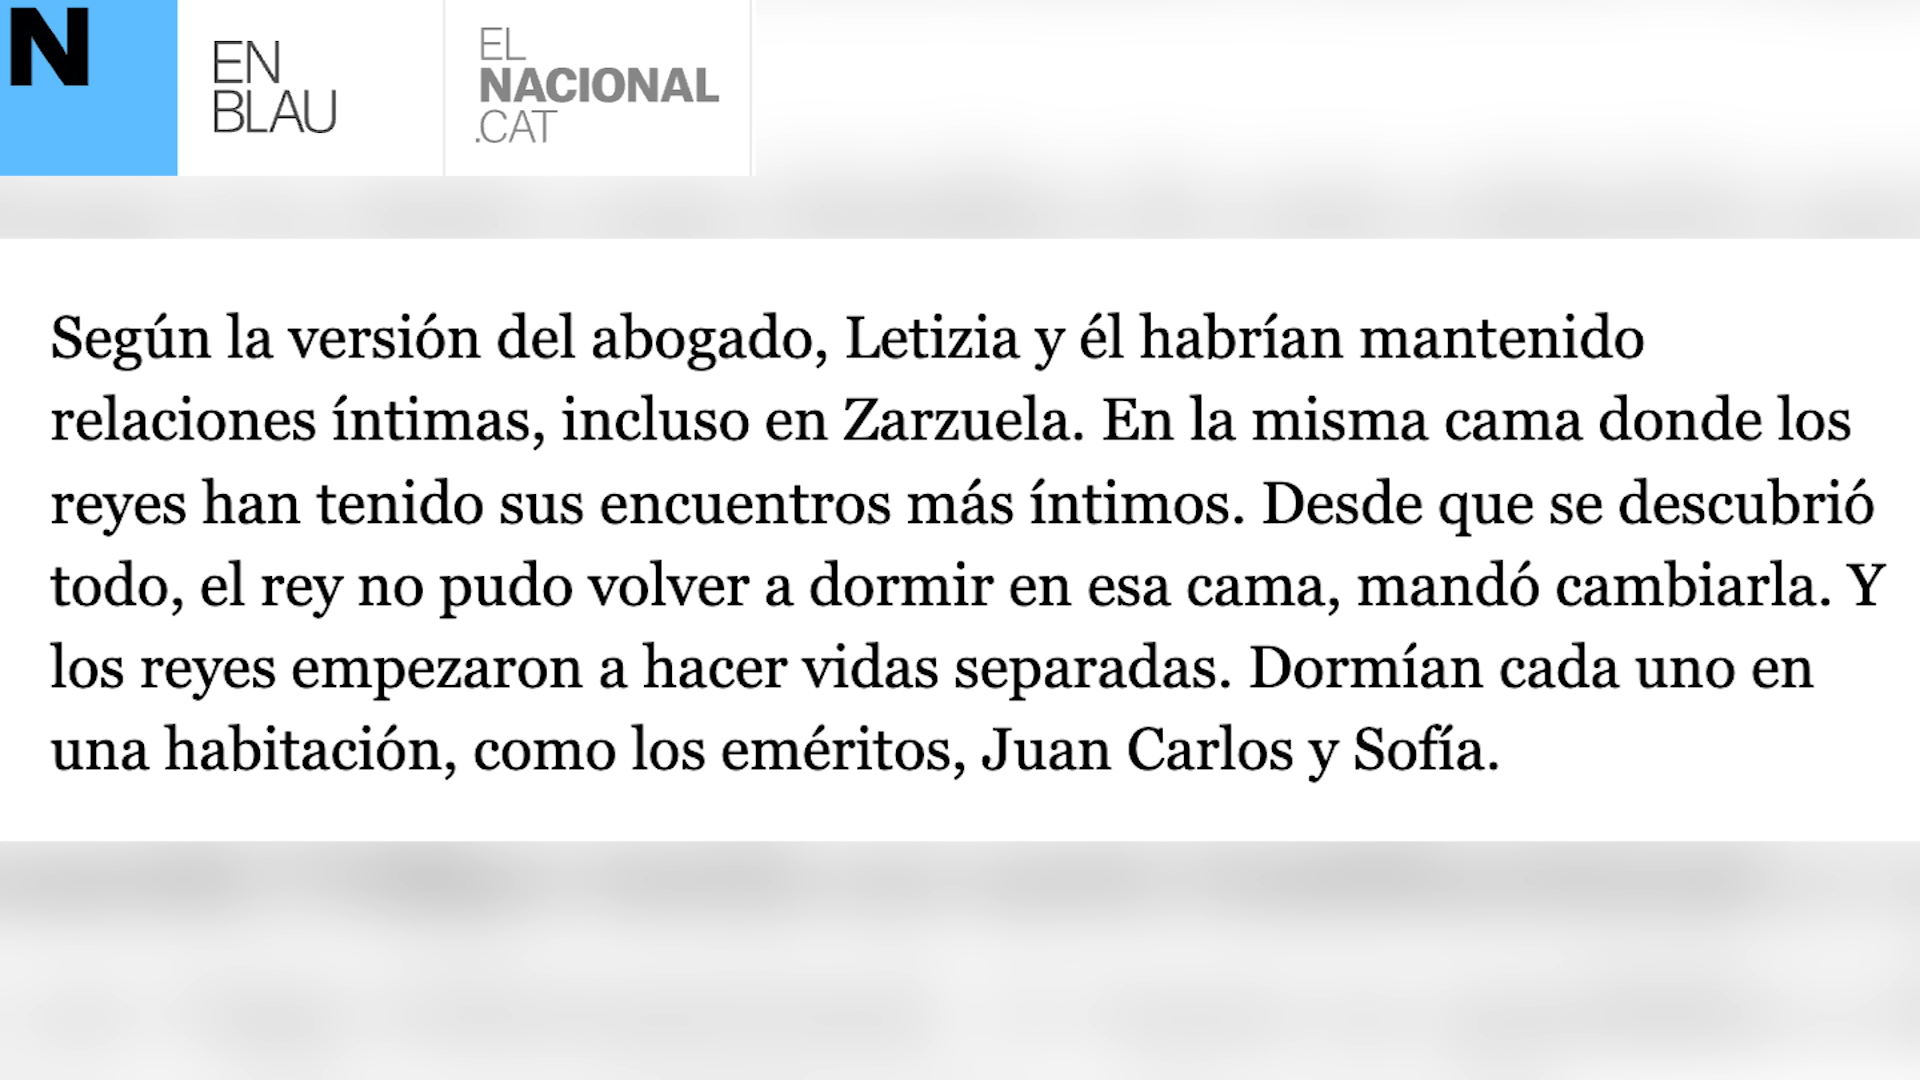 N
EN
BLAU
EL
NACIONAL
.CAT
Según la versión del abogado, Letizia y él habrían mantenido
relaciones íntimas, incluso en Zarzuela. En la misma cama donde los
reyes han tenido sus encuentros más íntimos. Desde que se descubrió
todo, el rey no pudo volver a dormir en esa cama, mandó cambiarla. Y
los reyes empezaron a hacer vidas separadas. Dormían cada uno en
una habitación, como los eméritos, Juan Carlos y Sofía.